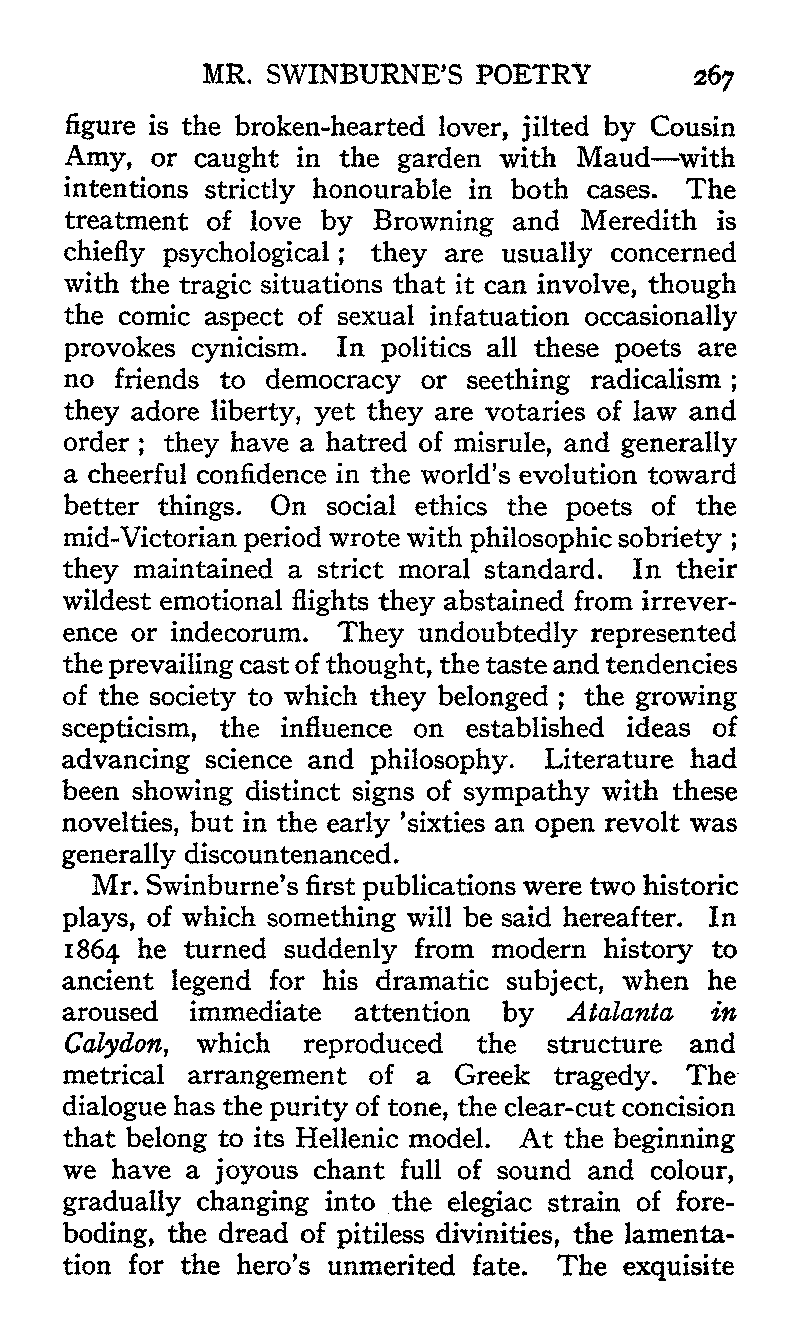 MR. SWINBURNE'S POETRY 267
figure is the broken-hearted lover, jilted by Cousin
Amy, or caught in the garden with Maud—with
intentions strictly honourable in both cases. The
treatment of love by Browning and Meredith is
chiefly psychological ; they are usually concerned
with the tragic situations that it can involve, though
the comic aspect of sexual infatuation occasionally
provokes cynicism. In politics all these poets are
no friends to democracy or seething radicalism ;
they adore liberty, yet they are votaries of law and
order ; they have a hatred of misrule, and generally
a cheerful confidence in the world's evolution toward
better things. On social ethics the poets of the
mid-Victorian period wrote with philosophic sobriety ;
they maintained a strict moral standard. In their
wildest emotional flights they abstained from irrever-
ence or indecorum. They undoubtedly represented
the prevailing cast of thought, the taste and tendencies
of the society to which they belonged ; the growing
scepticism, the influence on established ideas of
advancing science and philosophy. Literature had
been showing distinct signs of sympathy with these
novelties, but in the early 'sixties an open revolt was
generally discountenanced.
Mr. Swinburne's first publications were two historic
plays, of which something will be said hereafter. In
1864 he turned suddenly from modern history to
ancient legend for his dramatic subject, when he
aroused immediate attention by Atalanta in
Calydon, which reproduced the structure and
metrical arrangement of a Greek tragedy. The
dialogue has the purity of tone, the clear-cut concision
that belong to its Hellenic model. At the beginning
we have a joyous chant full of sound and colour,
gradually changing into the elegiac strain of fore-
boding, the dread of pitiless divinities, the lamenta-
tion for the hero's unmerited fate. The exquisite